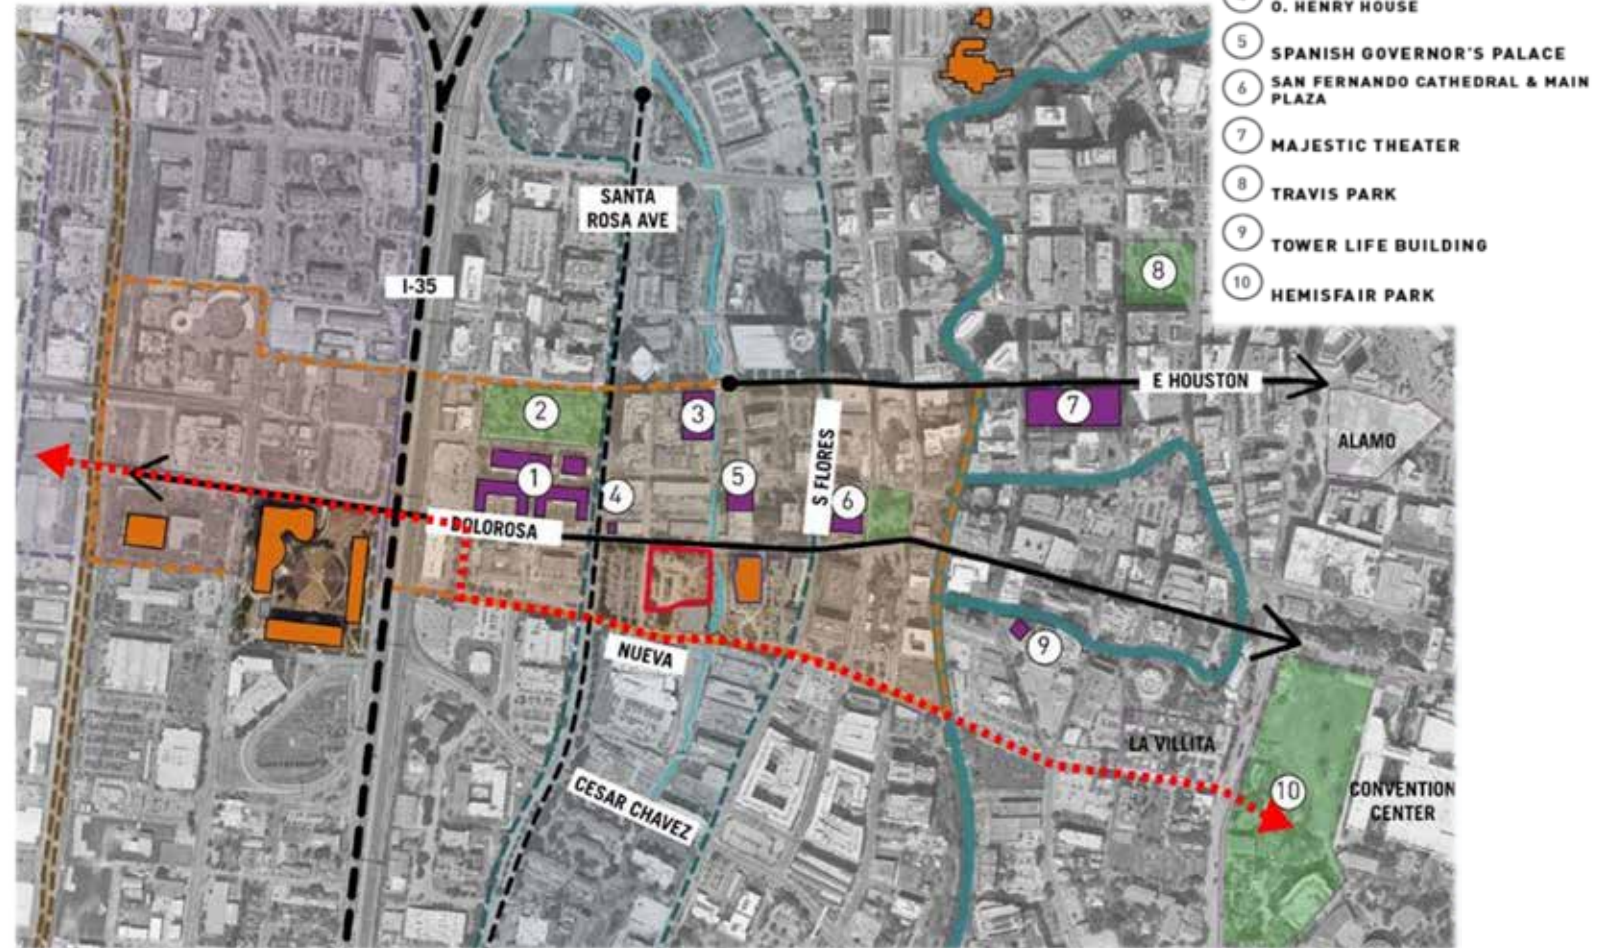 O. HENRY HOUSE
5 SPANISH GOVERNOR'S PALACE
6 SAN FERNANDO CATHEDRAL & MAIN
PLAZA
7 MAJESTIC THEATER
8 TRAVIS PARK
9 TOWER LIFE BUILDING
10 HEMISFAIR PARK
SANTA
ROSA AVE
I-35
8
E HOUSTON
2
3
7
ALAMO
S FLORES
1
4
5
6
DOLOROSA
NUEVA
9
LA VILLITA
CESAR CHAVEZ
10
CONVENTION
CENTER